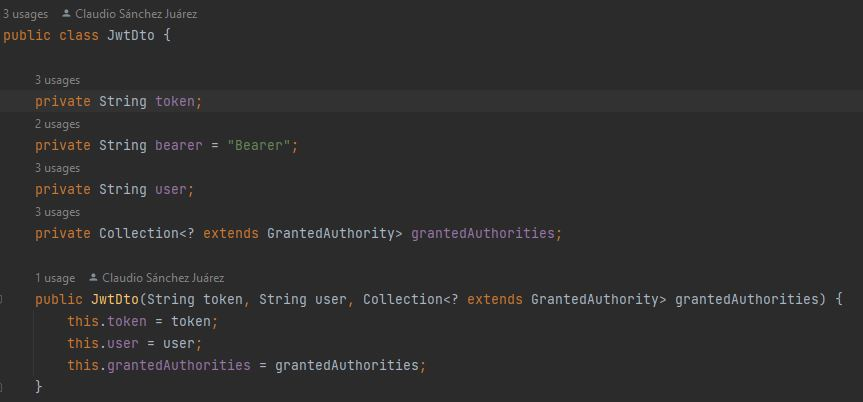 3 usages Claudio Sánchez Juárez
public class JwtDto {
3 usages
private String token;
2 usages
private String bearer = "Bearer";
3 usages
private String user;
3 usages
private Collection<? extends GrantedAuthority> grantedAuthorities;
1 usage Claudio Sánchez Juárez
public JwtDto(String token, String user, Collection<? extends GrantedAuthority> grantedAuthorities) {
this.token = token;
this.user = user;
this.grantedAuthorities = grantedAuthorities;
}